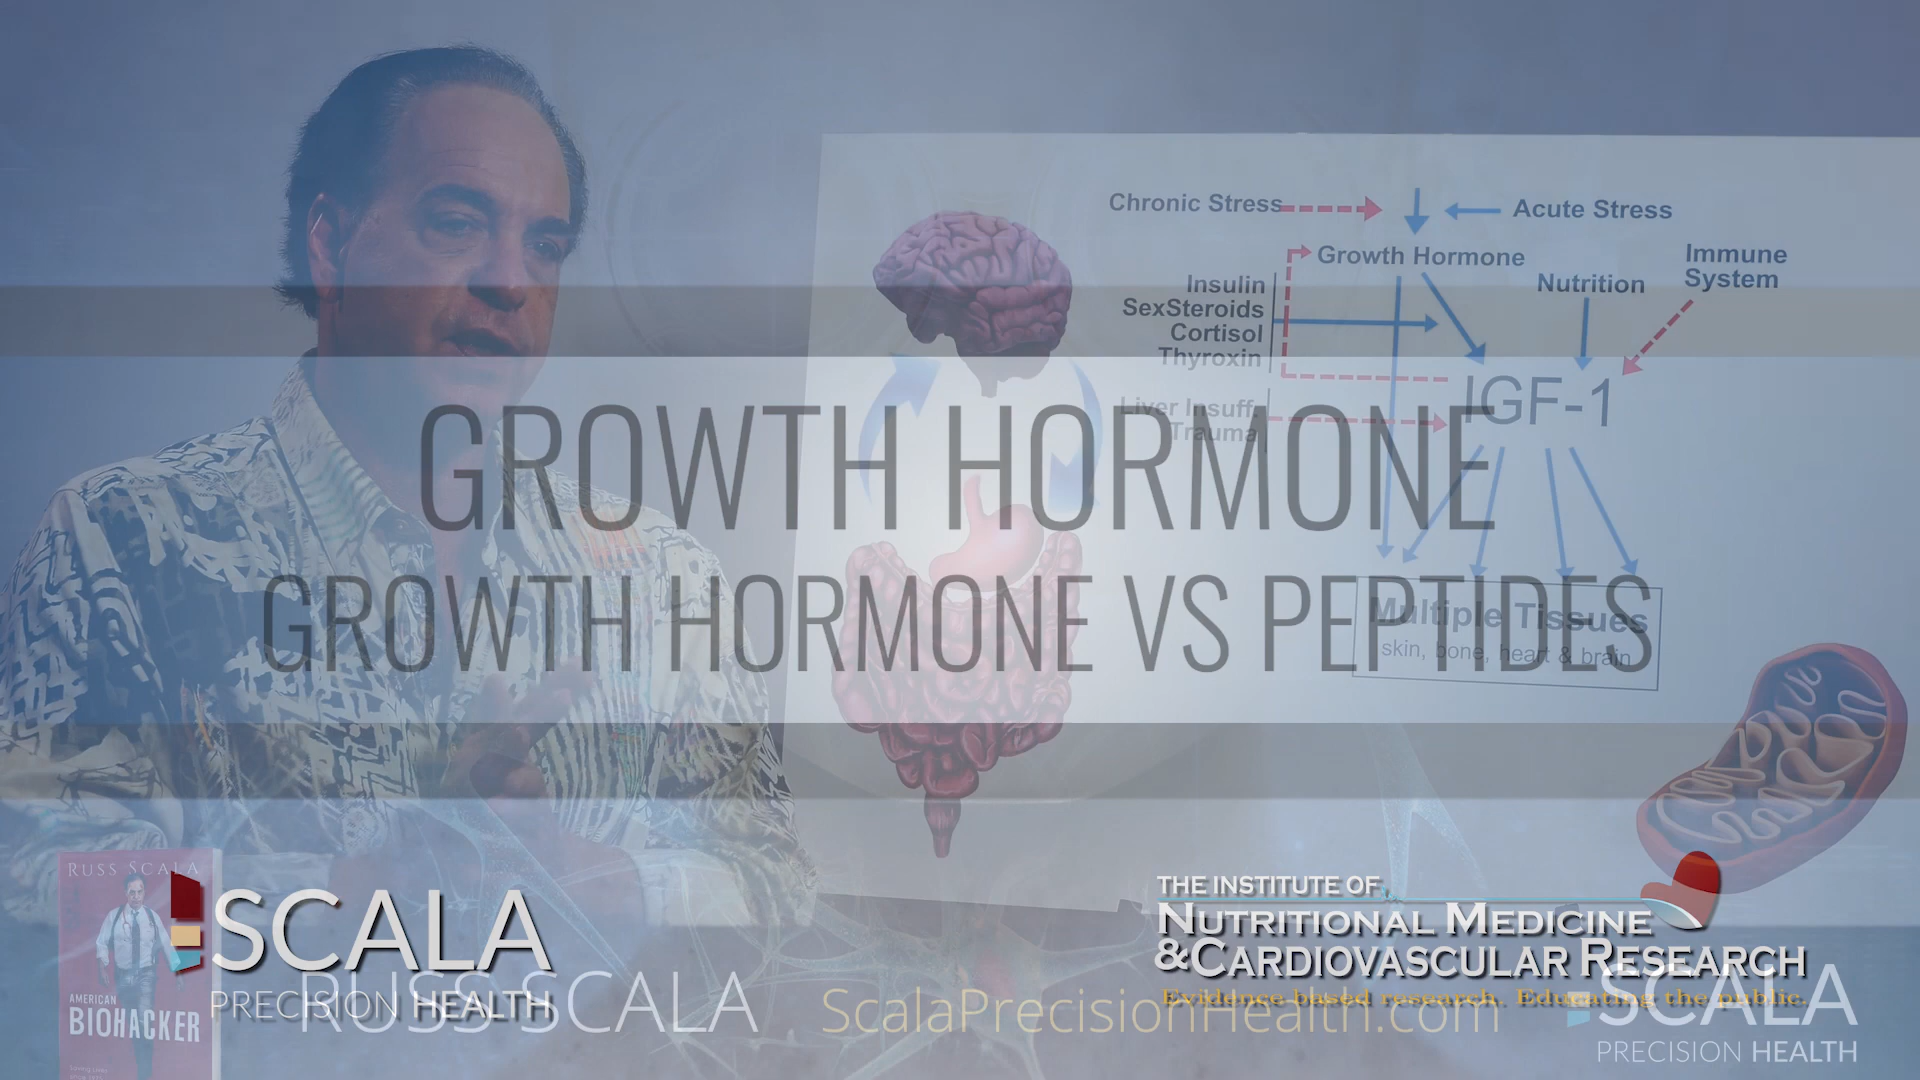 Chronic Stress
Acute Stress
Growth Hormone
Immune
System
Nutrition
Insulin
SexSteroids
Cortisol
Thyroxin
IGF-1
Liver Insuff.
Trauma
GROWTH HORMONE
GROWTH HORMONE VS PEPTIDES
Multiple Tissues
skin, bone, heart & brain
RUSS SCALA
AMERICAN
BIOHACKER
SCALA
PRECISION HEALTH
RUSS SCALA
ScalaPrecisionHealth.com
THE INSTITUTE OF
NUTRITIONAL MEDICINE
&CARDIOVASCULAR RESEARCH
Evidence-based research. Educating the public.
SCALA
PRECISION HEALTH